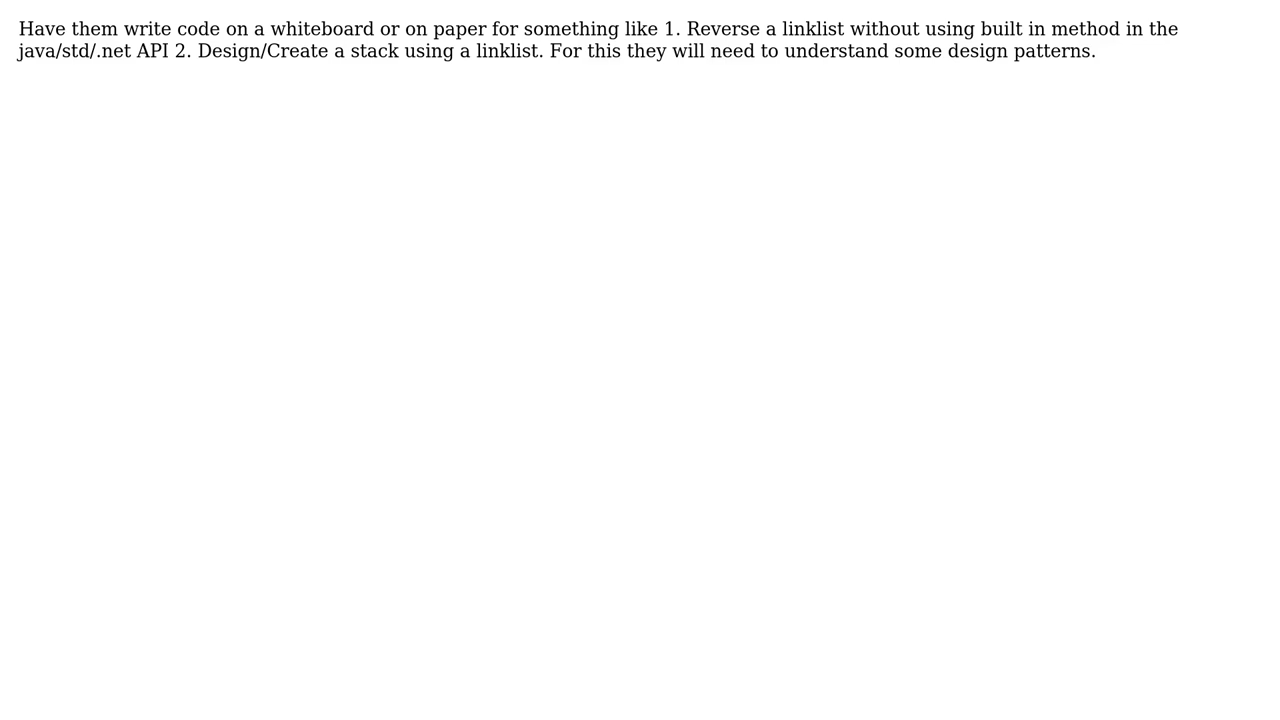 Have them write code on a whiteboard or on paper for something like 1. Reverse a linklist without using built in method in the
java/std/.net API 2. Design/Create a stack using a linklist. For this they will need to understand some design patterns.